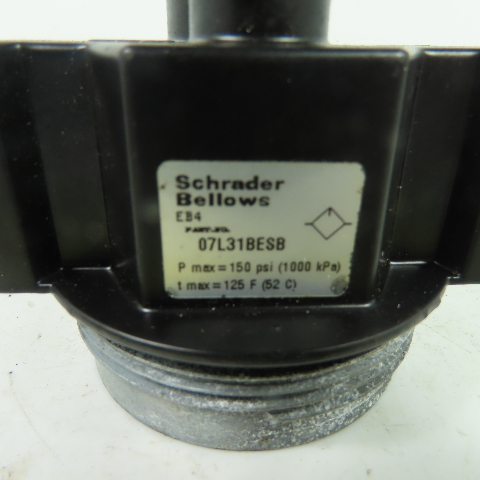 Schrader
Bellows
EB4
PART NO.
07L31BESB
P max = 150 psi (1000 kPa)
t max = 125 F (52 C)